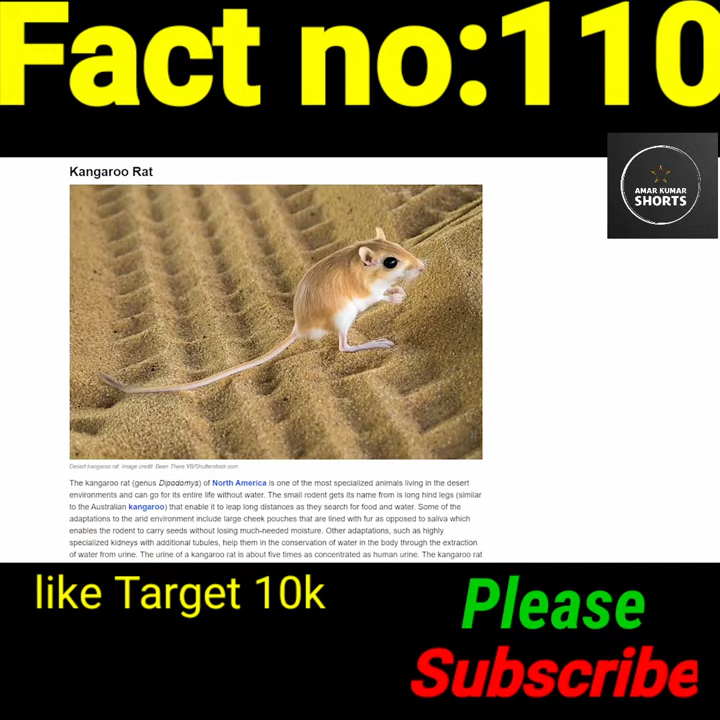 Fact no:110
AMAR KUMAR
SHORTS
Kangaroo Rat
Desert kangaroo rat. Image credit: Been There YB/Shutterstock.com
The kangaroo rat (genus Dipodomys) of North America is one of the most specialized animals living in the desert
environments and can go for its entire life without water. The small rodent gets its name from is long hind legs (similar
to the Australian kangaroo) that enable it to leap long distances as they search for food and water. Some of the
adaptations to the arid environment include large cheek pouches that are lined with fur as opposed to saliva which
enables the rodent to carry seeds without losing much-needed moisture. Other adaptations, such as highly
specialized kidneys with additional tubules, help them in the conservation of water in the body through the extraction
of water from urine. The urine of a kangaroo rat is about five times as concentrated as human urine. The kangaroo rat
like Target 10k
Please
Subscribe